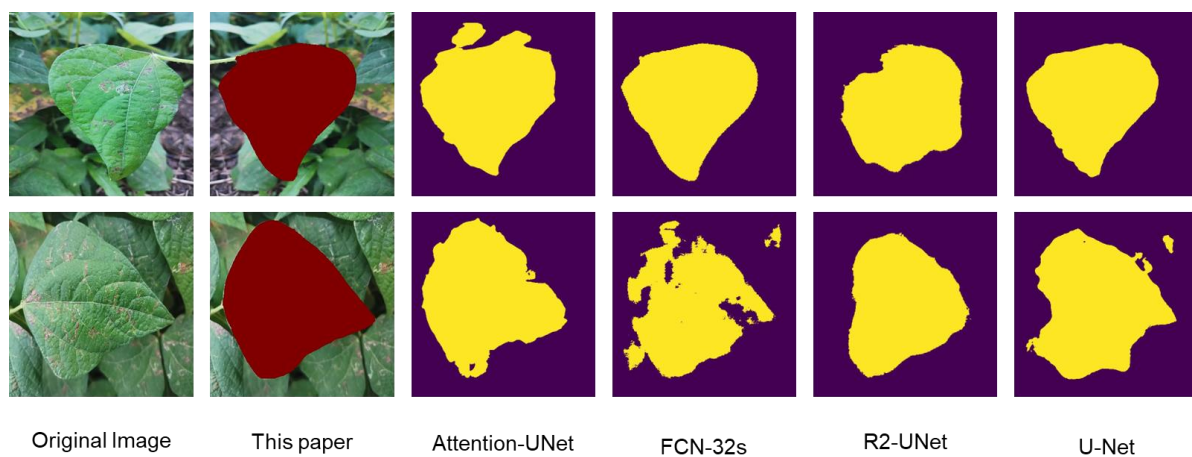 Original Image
This paper
Attention-UNet
FCN-32s
R2-UNet
U-Net